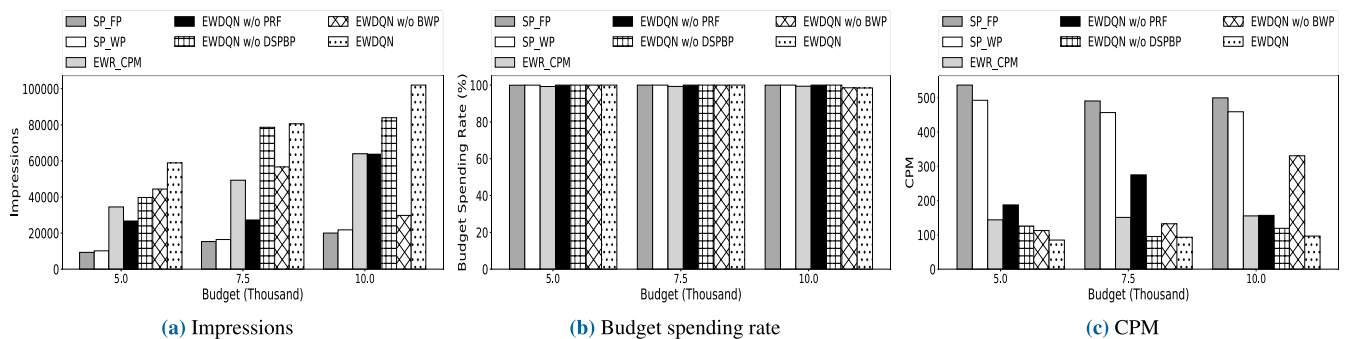 SP_FP
SP_WP
EWR_CPM
EWDQN w/o PRF
EWDQN w/o DSPBP
EWDQN w/o BWP
EWDQN
Impressions
100000
80000
60000
40000
20000
0
5.0
7.5
10.0
Budget (Thousand)
(a) Impressions
SP_FP
SP_WP
EWR_CPM
EWDQN w/o PRF
EWDQN w/o DSPBP
EWDQN w/o BWP
EWDQN
Budget Spending Rate (%)
100
80
60
40
20
0
5.0
7.5
10.0
Budget (Thousand)
(b) Budget spending rate
SP_FP
SP_WP
EWR_CPM
EWDQN w/o PRF
EWDQN w/o DSPBP
EWDQN w/o BWP
EWDQN
CPM
500
400
300
200
100
0
5.0
7.5
10.0
Budget (Thousand)
(c) CPM